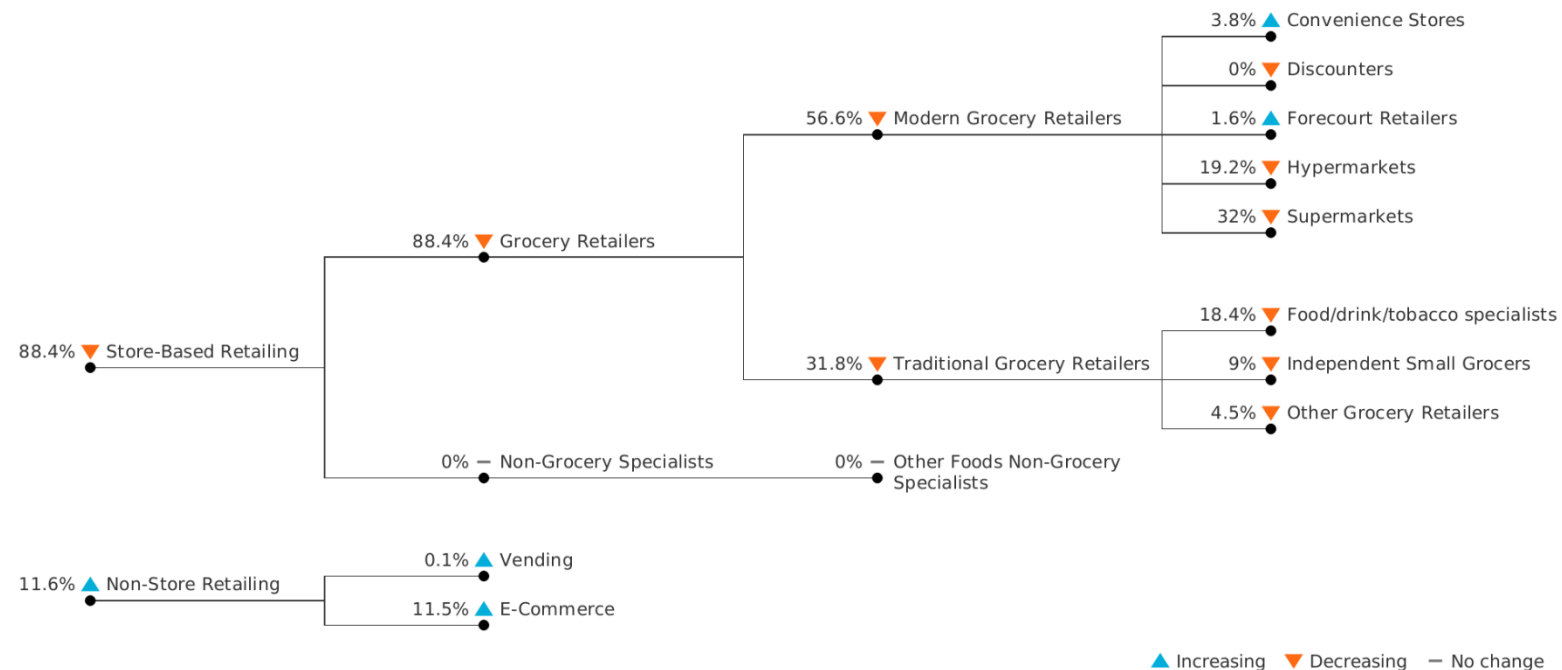 3.8% Convenience Stores
0% Discounters
56.6% Modern Grocery Retailers
1.6% Forecourt Retailers
19.2% Hypermarkets
32% Supermarkets
88.4% Grocery Retailers
18.4% Food/drink/tobacco specialists
88.4% Store-Based Retailing
31.8% Traditional Grocery Retailers
9% Independent Small Grocers
4.5% Other Grocery Retailers
0% – Non-Grocery Specialists
0% – Other Foods Non-Grocery
Specialists
0.1% Vending
11.6% Non-Store Retailing
11.5% E-Commerce
Increasing Decreasing – No change